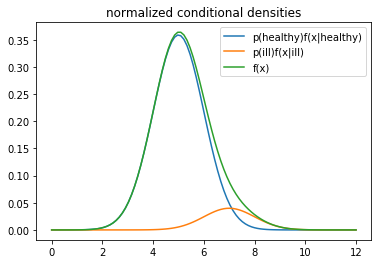 normalized conditional densities
p(healthy)f(x|healthy)
p(ill)f(x|ill)
f(x)
0.35
0.30
0.25
0.20
0.15
0.10
0.05
0.00
0 2 4 6 8 10 12